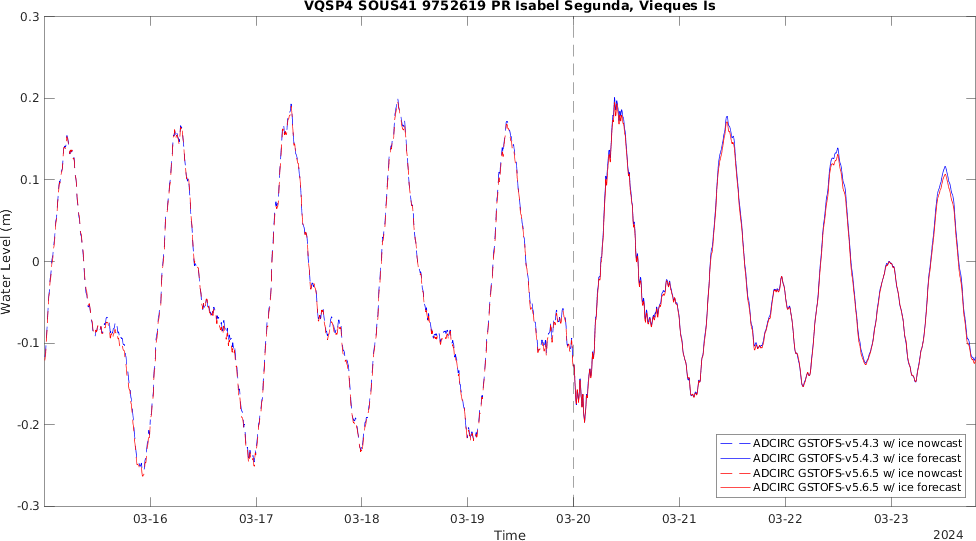 VQSP4 SOUS41 9752619 PR Isabel Segunda, Vieques Is
0.3
0.2
0.1
0
-0.1
-0.2
-0.3
Water Level (m)
03-16
03-17
03-18
03-19
03-20
03-21
03-22
03-23
Time
2024
ADCIRC GSTOFS-v5.4.3 w/ ice nowcast
ADCIRC GSTOFS-v5.4.3 w/ ice forecast
ADCIRC GSTOFS-v5.6.5 w/ ice nowcast
ADCIRC GSTOFS-v5.6.5 w/ ice forecast